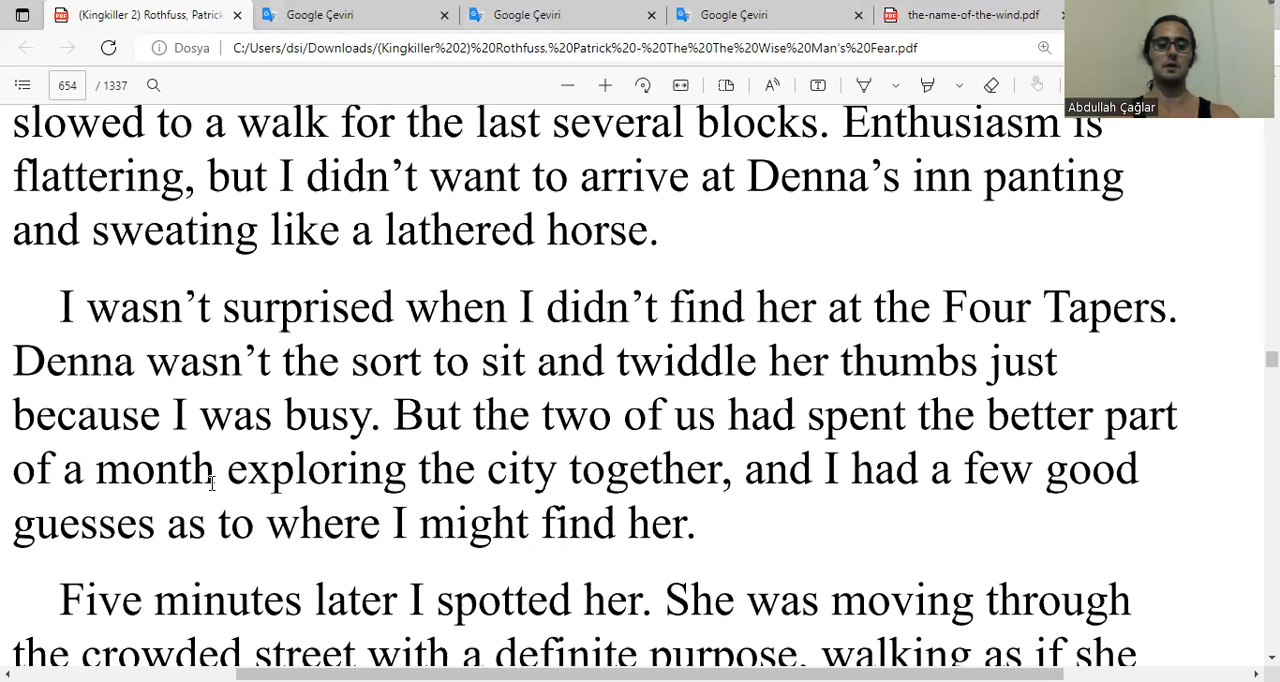 (Kingkiller 2) Rothfuss, Patrick
Google Çeviri
Google Çeviri
Google Çeviri
the-name-of-the-wind.pdf
Dosya
C:/Users/dsi/Downloads/(Kingkiller%202)%20Rothfuss,%20Patrick%20-%20The%20The%20Wise%20Man's%20Fear.pdf
654 / 1337
Abdullah Çağlar
slowed to a walk for the last several blocks. Enthusiasm is
flattering, but I didn’t want to arrive at Denna’s inn panting
and sweating like a lathered horse.
I wasn’t surprised when I didn’t find her at the Four Tapers.
Denna wasn’t the sort to sit and twiddle her thumbs just
because I was busy. But the two of us had spent the better part
of a month exploring the city together, and I had a few good
guesses as to where I might find her.
Five minutes later I spotted her. She was moving through
the crowded street with a definite purpose, walking as if she